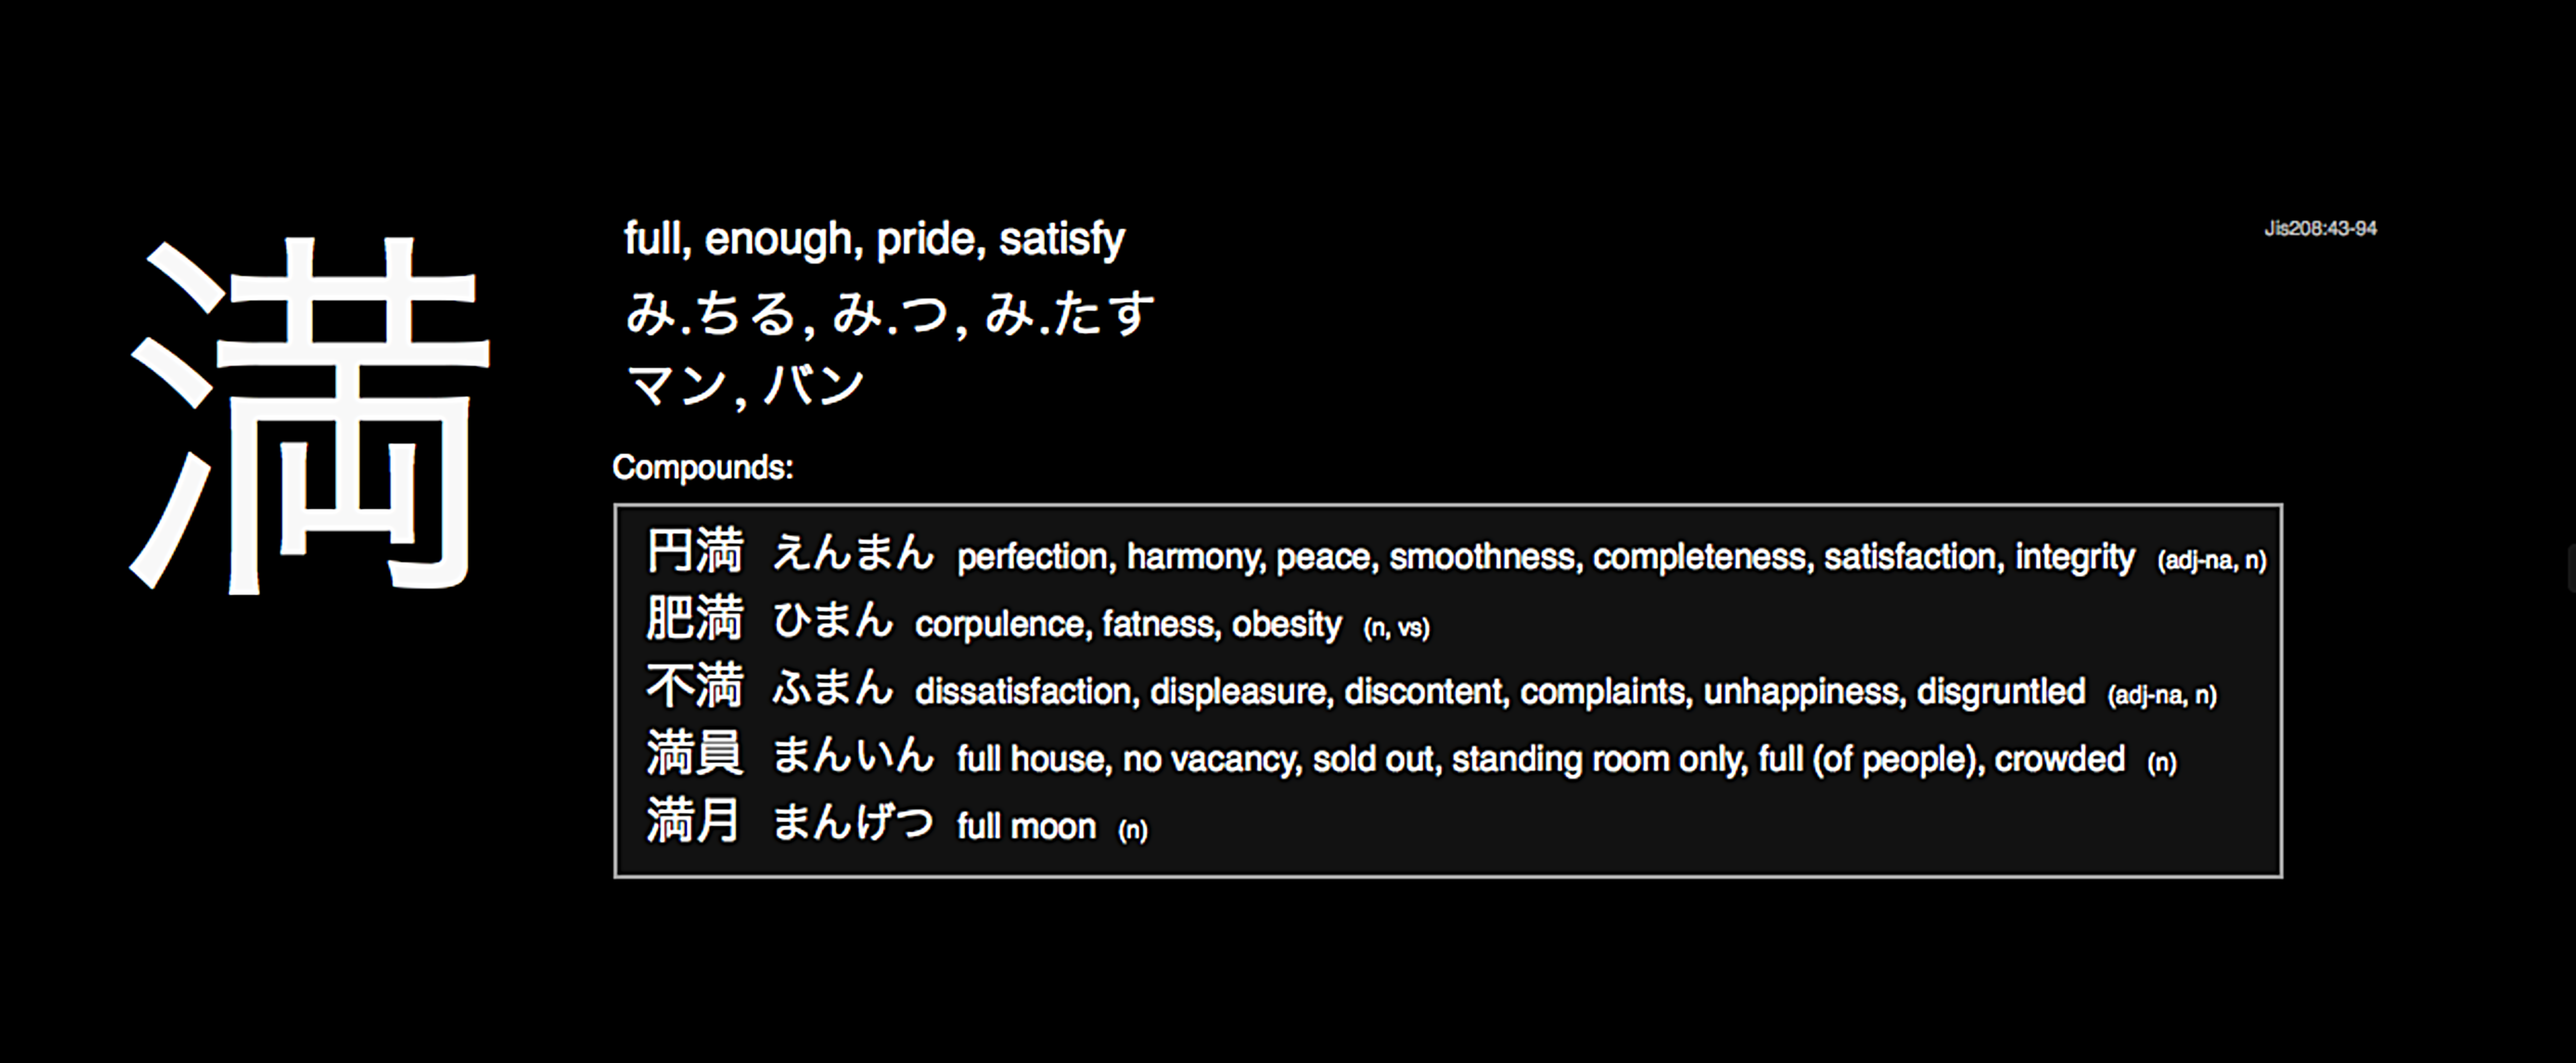 満
full, enough, pride, satisfy
Jis208:43-94
み.ちる, み.つ, み.たす
マン, バン
Compounds:
円満 えんまん perfection, harmony, peace, smoothness, completeness, satisfaction, integrity (adj-na, n)
肥満 ひまん corpulence, fatness, obesity (n, vs)
不満 ふまん dissatisfaction, displeasure, discontent, complaints, unhappiness, disgruntled (adj-na, n)
満員 まんいん full house, no vacancy, sold out, standing room only, full (of people), crowded (n)
満月 まんげつ full moon (n)